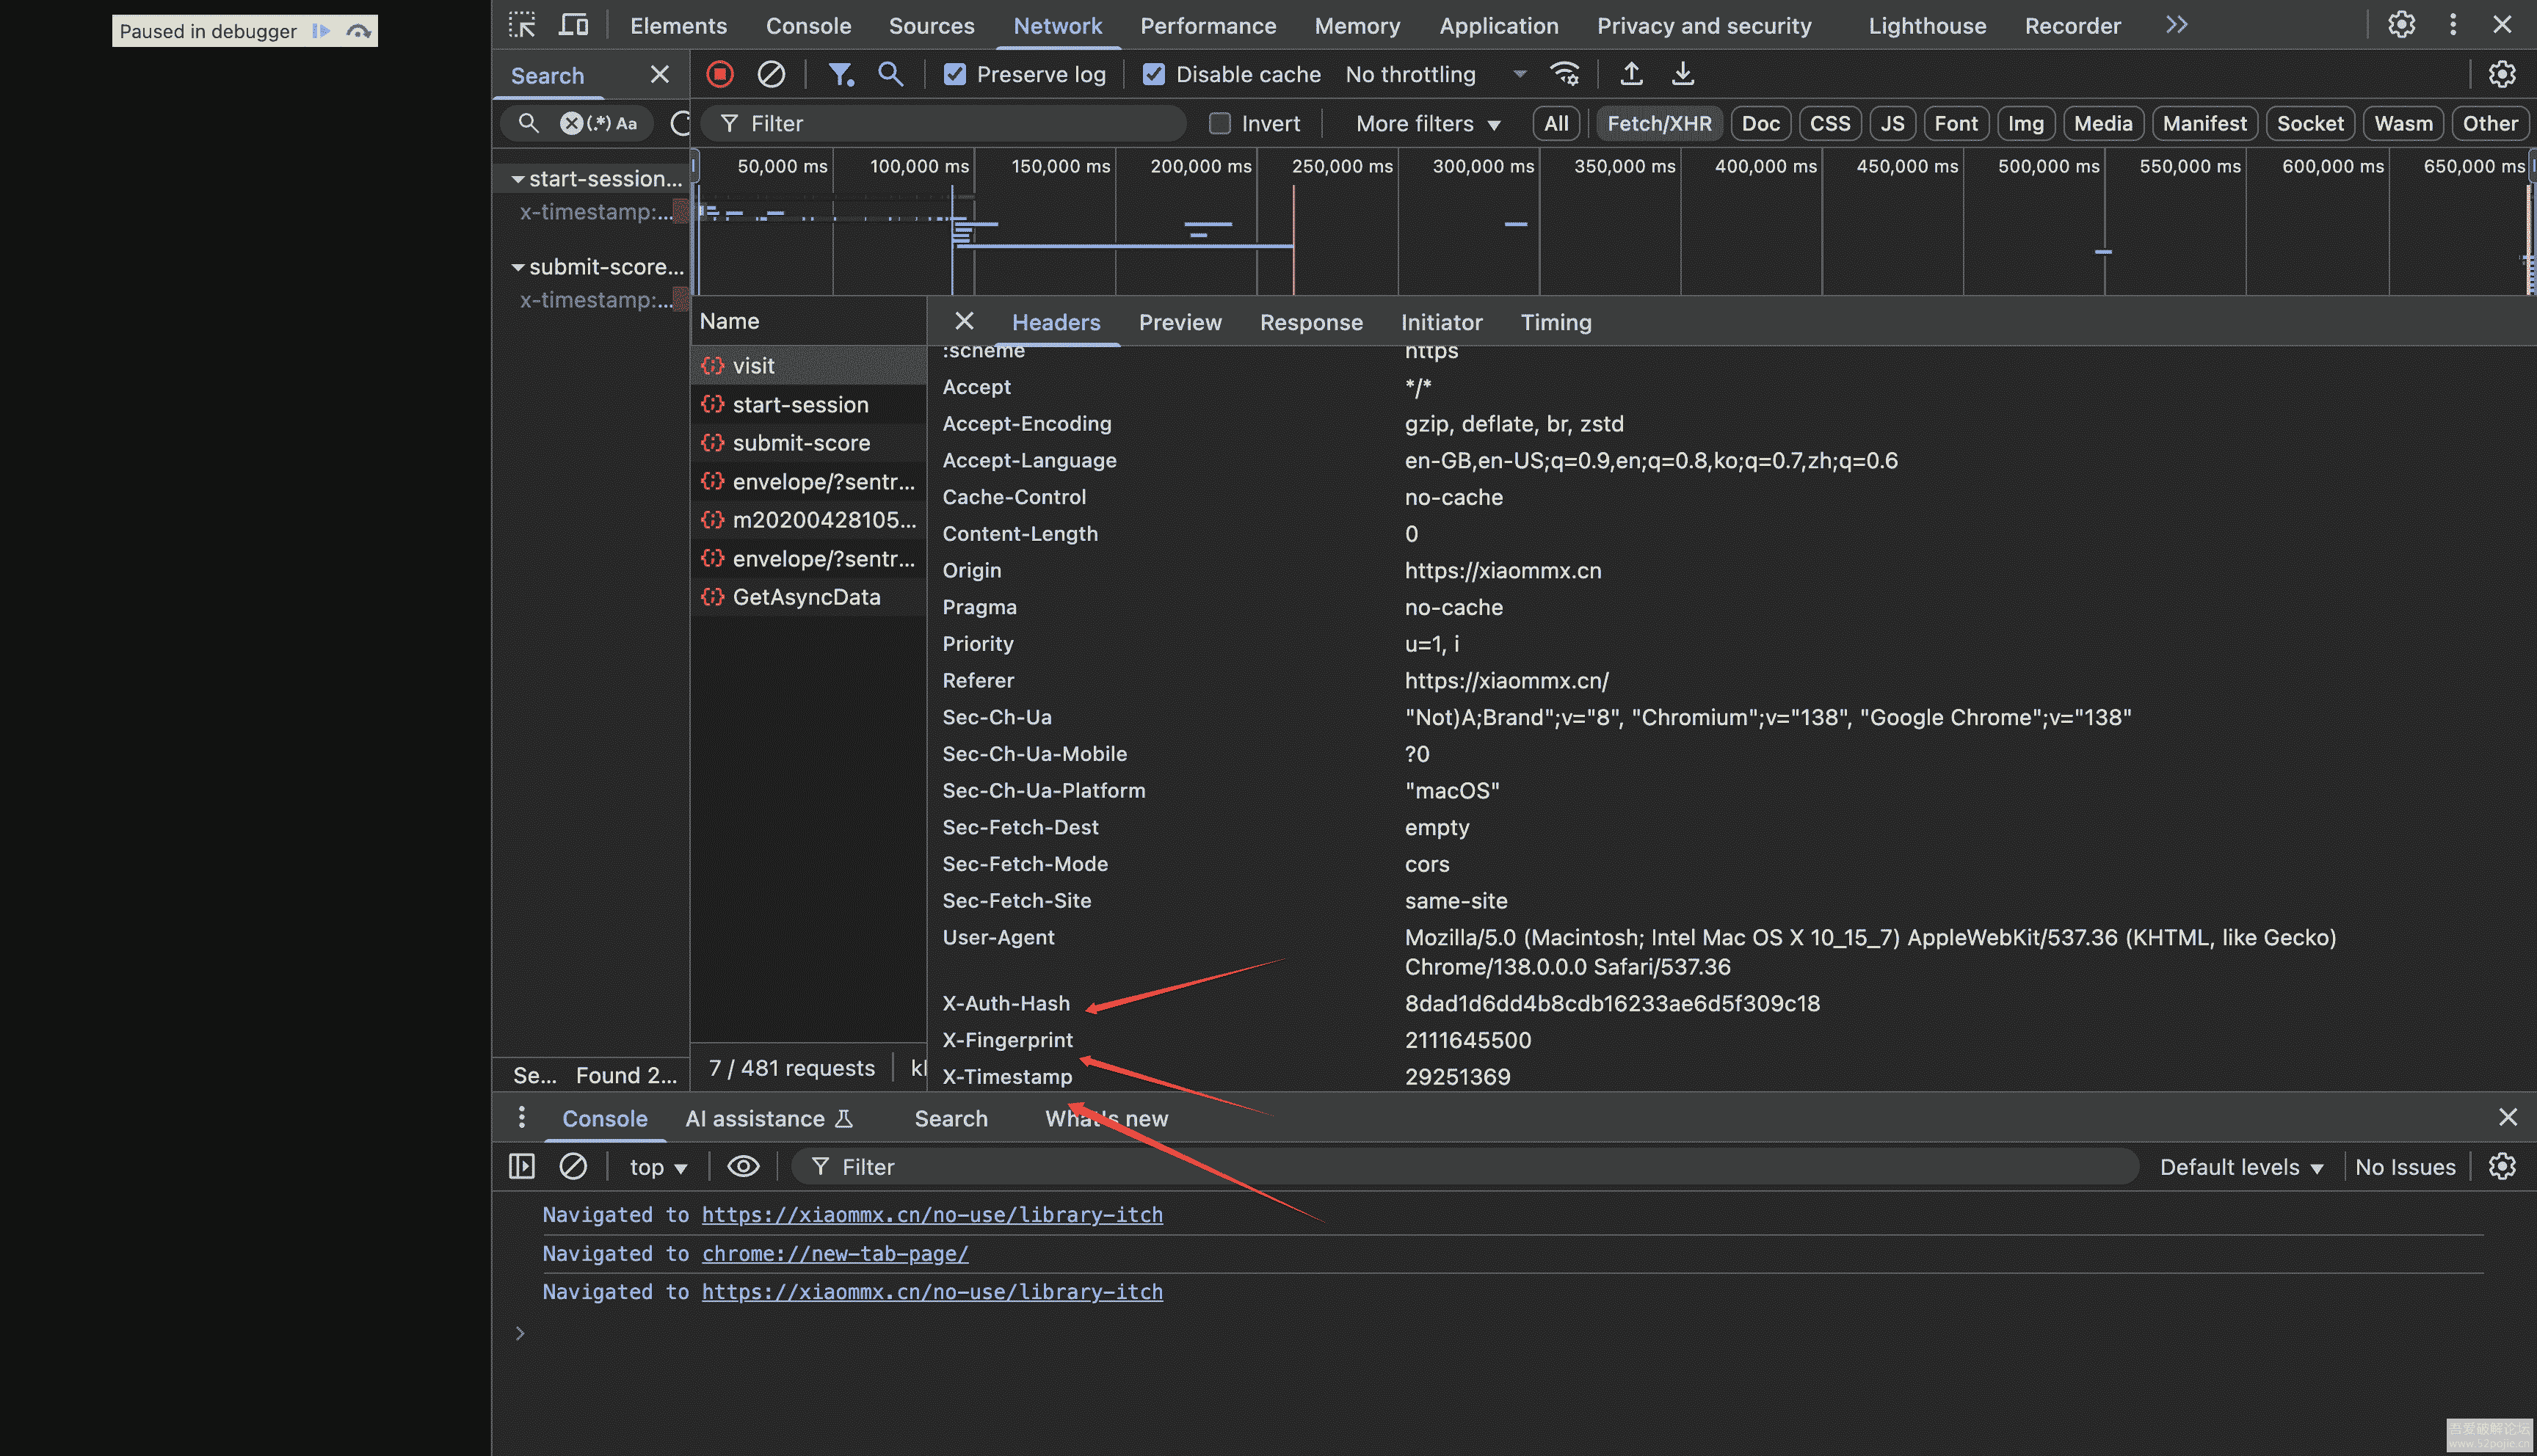 Paused in debugger
Elements Console Sources Network Performance Memory Application Privacy and security Lighthouse Recorder
Search
Preserve log Disable cache No throttling
(.*) Aa
Filter Invert More filters All Fetch/XHR Doc CSS JS Font Img Media Manifest Socket Wasm Other
start-session...
x-timestamp:...
submit-score...
x-timestamp:...
50,000 ms 100,000 ms 150,000 ms 200,000 ms 250,000 ms 300,000 ms 350,000 ms 400,000 ms 450,000 ms 500,000 ms 550,000 ms 600,000 ms 650,000 ms
Name
visit
start-session
submit-score
envelope/?sentr...
m20200428105...
envelope/?sentr...
GetAsyncData
Headers Preview Response Initiator Timing
:scheme https
Accept */*
Accept-Encoding gzip, deflate, br, zstd
Accept-Language en-GB,en-US;q=0.9,en;q=0.8,ko;q=0.7,zh;q=0.6
Cache-Control no-cache
Content-Length 0
Origin https://xiaommx.cn
Pragma no-cache
Priority u=1, i
Referer https://xiaommx.cn/
Sec-Ch-Ua "Not)A;Brand";v="8", "Chromium";v="138", "Google Chrome";v="138"
Sec-Ch-Ua-Mobile ?0
Sec-Ch-Ua-Platform "macOS"
Sec-Fetch-Dest empty
Sec-Fetch-Mode cors
Sec-Fetch-Site same-site
User-Agent Mozilla/5.0 (Macintosh; Intel Mac OS X 10_15_7) AppleWebKit/537.36 (KHTML, like Gecko)
Chrome/138.0.0.0 Safari/537.36
X-Auth-Hash 8dad1d6dd4b8cdb16233ae6d5f309c18
X-Fingerprint 2111645500
X-Timestamp 29251369
Se... Found 2...
7 / 481 requests
Console AI assistance Search What's new
top Filter Default levels No Issues
Navigated to https://xiaommx.cn/no-use/library-itch
Navigated to chrome://new-tab-page/
Navigated to https://xiaommx.cn/no-use/library-itch
吾爱破解论坛
www.52pojie.cn